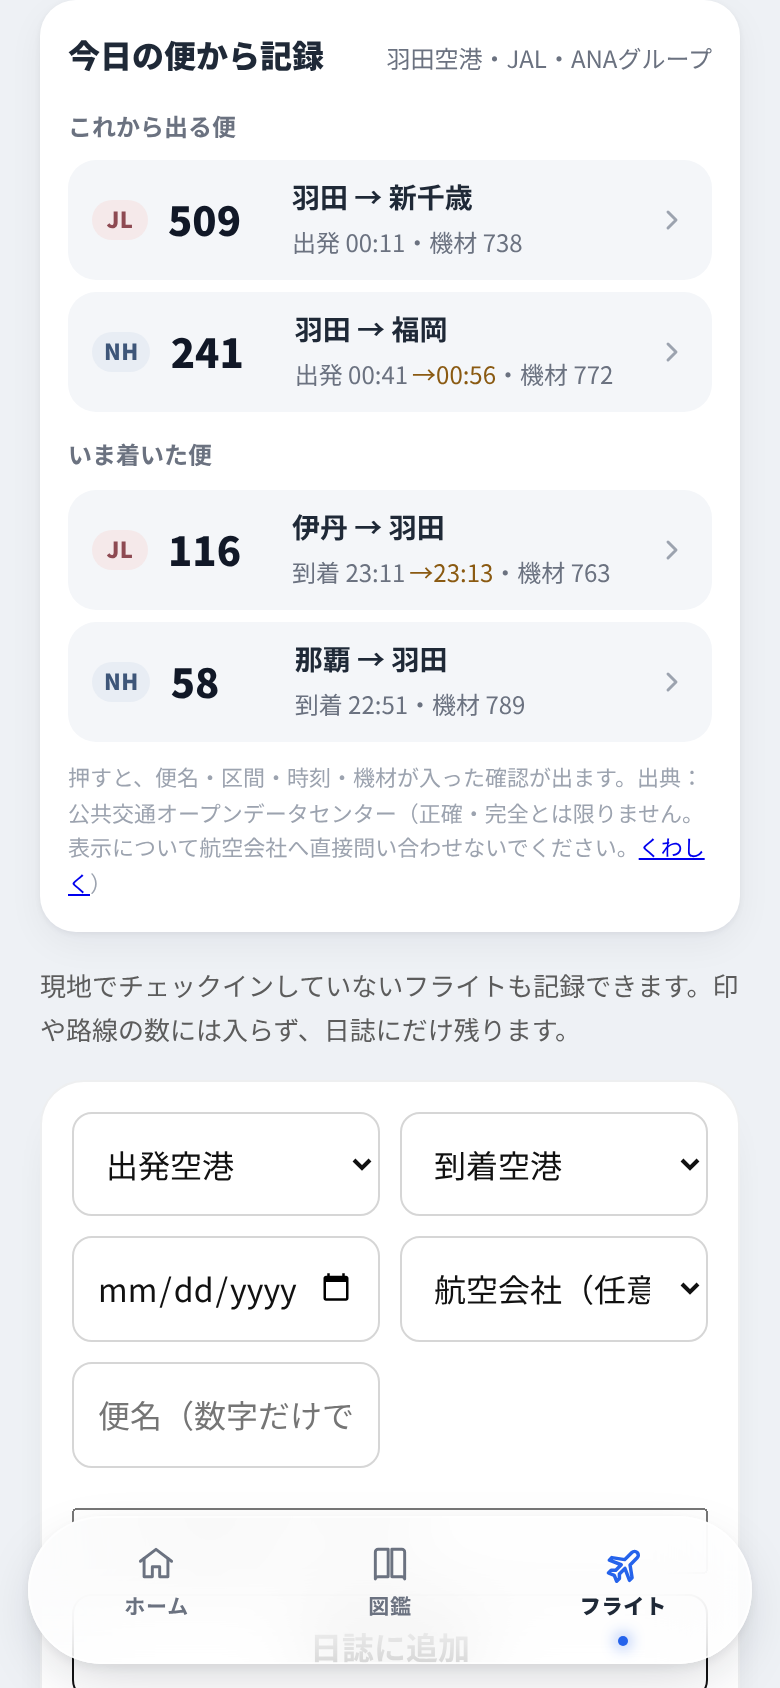 今日の便から記録
羽田空港・JAL・ANAグループ
これから出る便
JL 509 羽田 → 新千歳
出発 00:11・機材 738
NH 241 羽田 → 福岡
出発 00:41→00:56・機材 772
いま着いた便
JL 116 伊丹 → 羽田
到着 23:11→23:13・機材 763
NH 58 那覇 → 羽田
到着 22:51・機材 789
押すと、便名・区間・時刻・機材が入った確認が出ます。出典：
公共交通オープンデータセンター（正確・完全とは限りません。
表示について航空会社へ直接問い合わせないでください。くわし
く）
現地でチェックインしていないフライトも記録できます。印
や路線の数には入らず、日誌にだけ残ります。
出発空港
到着空港
mm/dd/yyyy
航空会社（任意
便名（数字だけで
日誌に追加
ホーム
図鑑
フライト